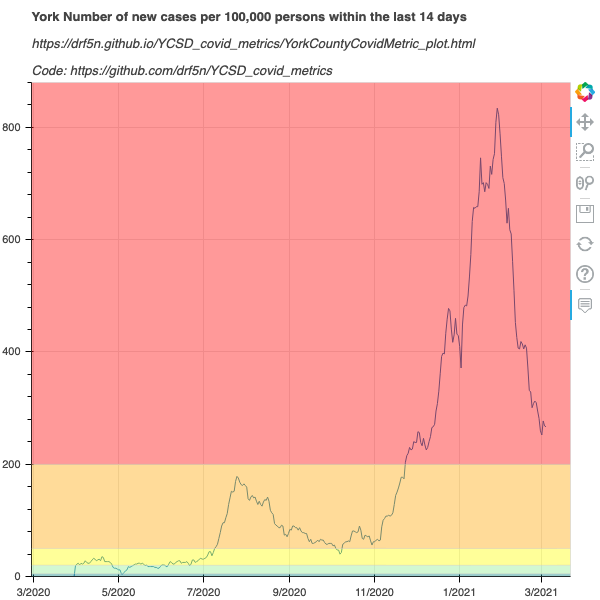 York Number of new cases per 100,000 persons within the last 14 days
https://drf5n.github.io/YCSD_covid_metrics/YorkCountyCovidMetric_plot.html
Code: https://github.com/drf5n/YCSD_covid_metrics
800
600
400
200
0
3/2020 5/2020 7/2020 9/2020 11/2020 1/2021 3/2021